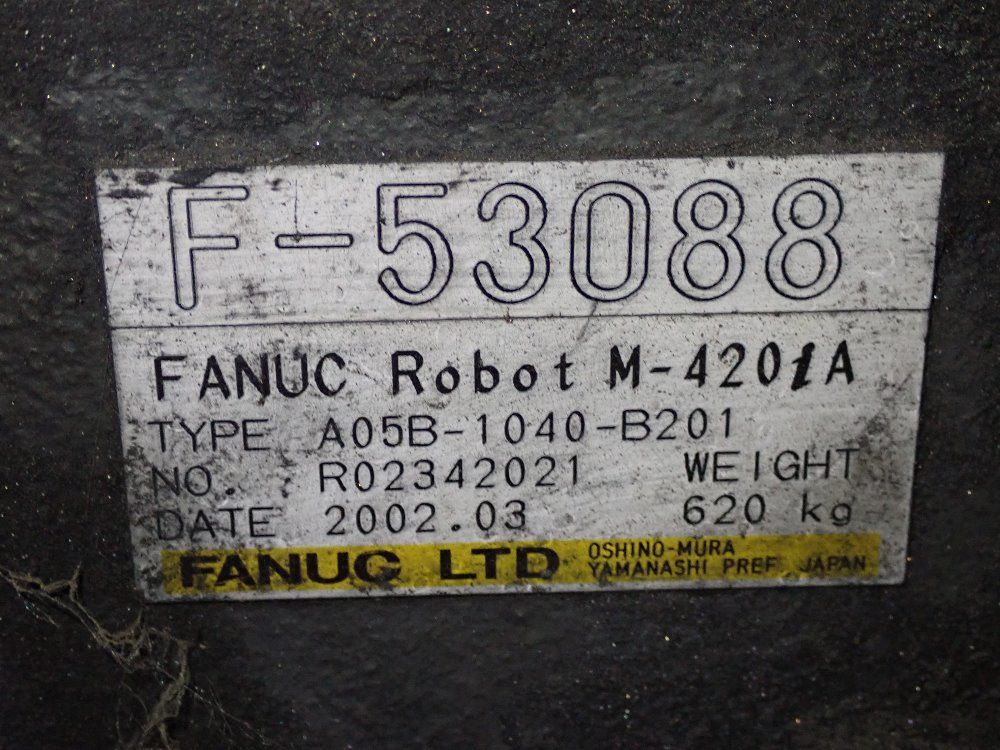 F-53088
FANUC Robot M-420iA
TYPE A05B-1040-B201
NO. R02342021 WEIGHT
DATE 2002.03 620 kg
FANUC LTD OSHINO-MURA
YAMANASHI PREF. JAPAN